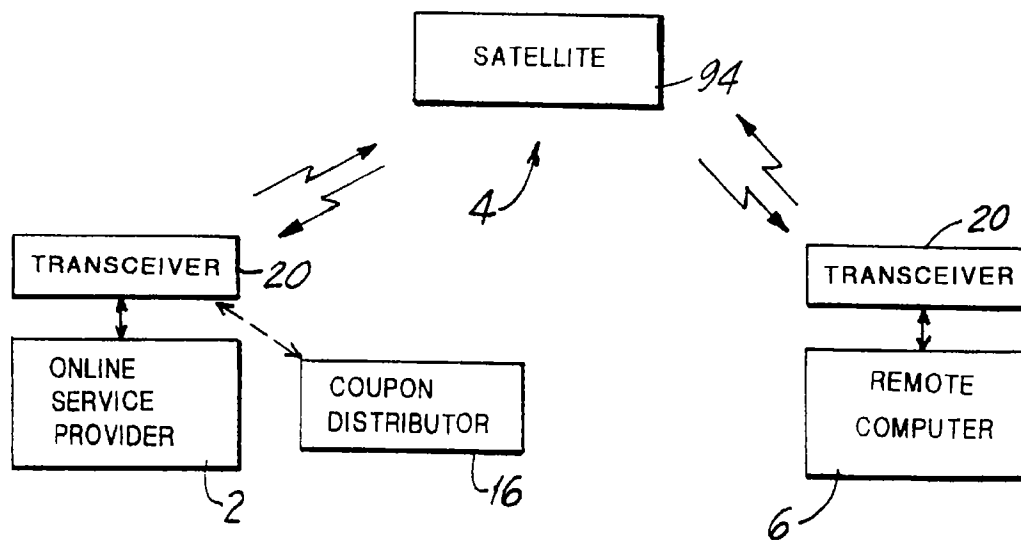 SATELLITE
94
4
TRANSCEIVER
20
20
TRANSCEIVER
ONLINE
SERVICE
PROVIDER
2
COUPON
DISTRIBUTOR
16
REMOTE
COMPUTER
6